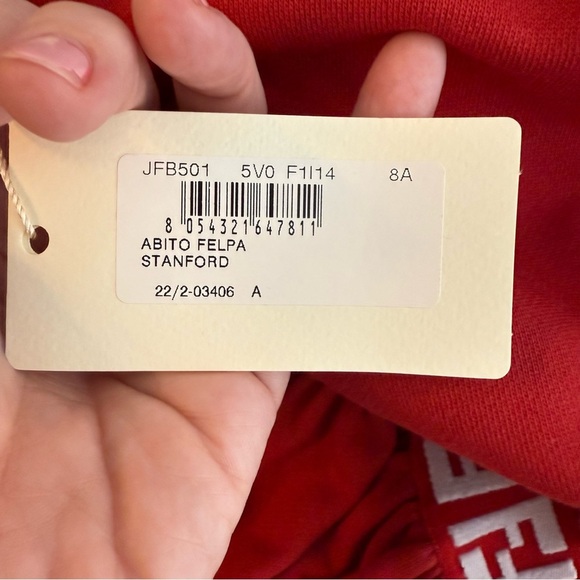 JFB501 5V0 F1I14 8A
8 054321 647811
ABITO FELPA
STANFORD
22/2-03406 A